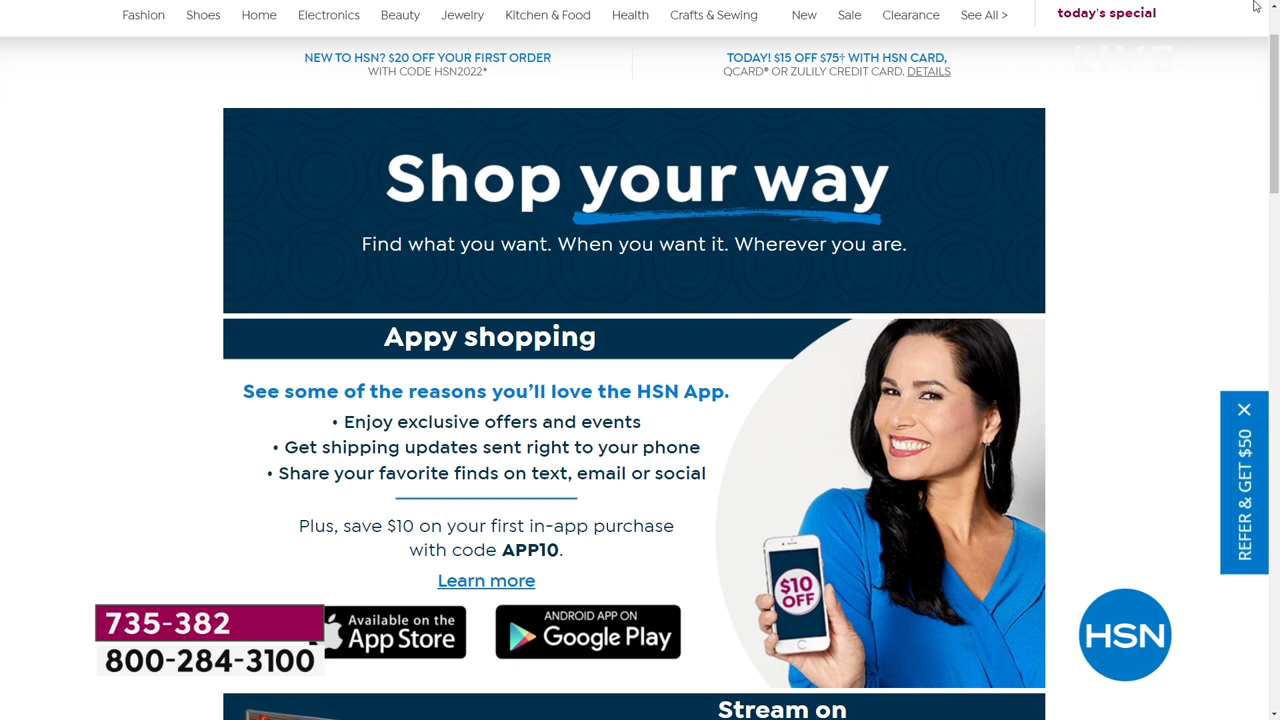 Fashion Shoes Home Electronics Beauty Jewelry Kitchen & Food Health Crafts & Sewing New Sale Clearance See All >
today's special
NEW TO HSN? $20 OFF YOUR FIRST ORDER
WITH CODE HSN2022*
TODAY! $15 OFF $75† WITH HSN CARD,
QCARD® OR ZULILY CREDIT CARD. DETAILS
LIVE
Shop your way
Find what you want. When you want it. Wherever you are.
Appy shopping
See some of the reasons you'll love the HSN App.
• Enjoy exclusive offers and events
• Get shipping updates sent right to your phone
• Share your favorite finds on text, email or social
Plus, save $10 on your first in-app purchase
with code APP10.
Learn more
$10
OFF
REFER & GET $50 ×
Available on the
App Store
ANDROID APP ON
Google Play
735-382
800-284-3100
HSN
Stream on